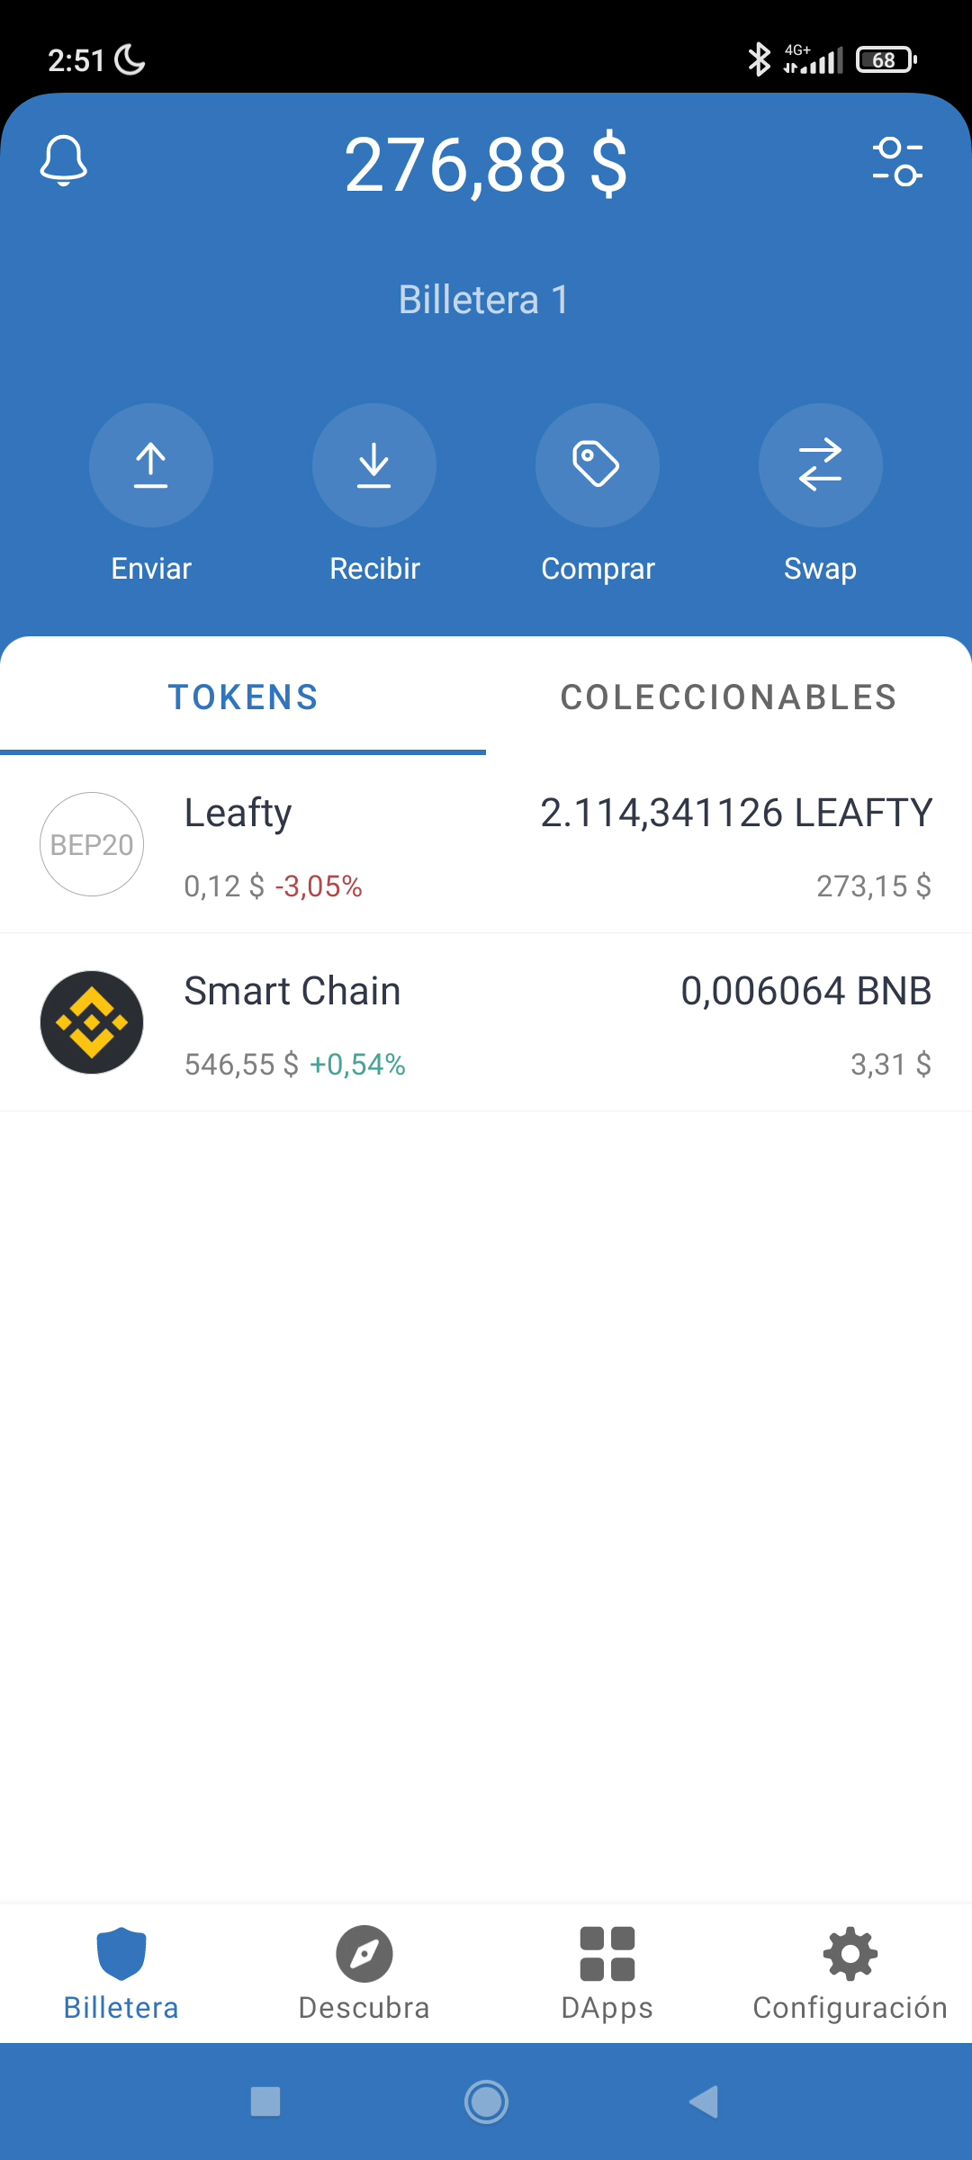 2:51
4G+
68
276,88 $
Billetera 1
Enviar
Recibir
Comprar
Swap
TOKENS
COLECCIONABLES
BEP20
Leafty
2.114,341126 LEAFTY
0,12 $ -3,05%
273,15 $
Smart Chain
0,006064 BNB
546,55 $ +0,54%
3,31 $
Billetera
Descubra
DApps
Configuración